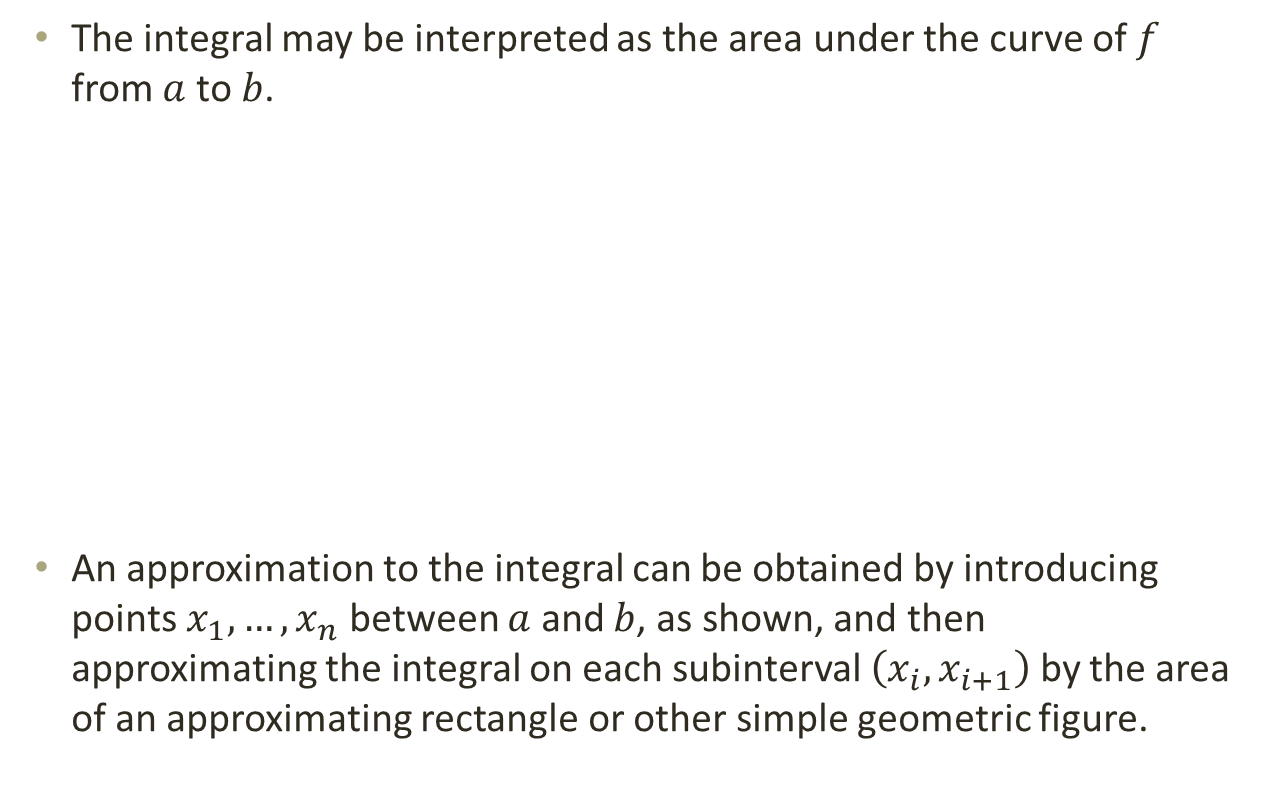 • The integral may be interpreted as the area under the curve of 𝑓
from 𝑎 to 𝑏.
• An approximation to the integral can be obtained by introducing
points 𝑥₁, … , 𝑥ₙ between 𝑎 and 𝑏, as shown, and then
approximating the integral on each subinterval (𝑥ᵢ, 𝑥ᵢ₊₁) by the area
of an approximating rectangle or other simple geometric figure.